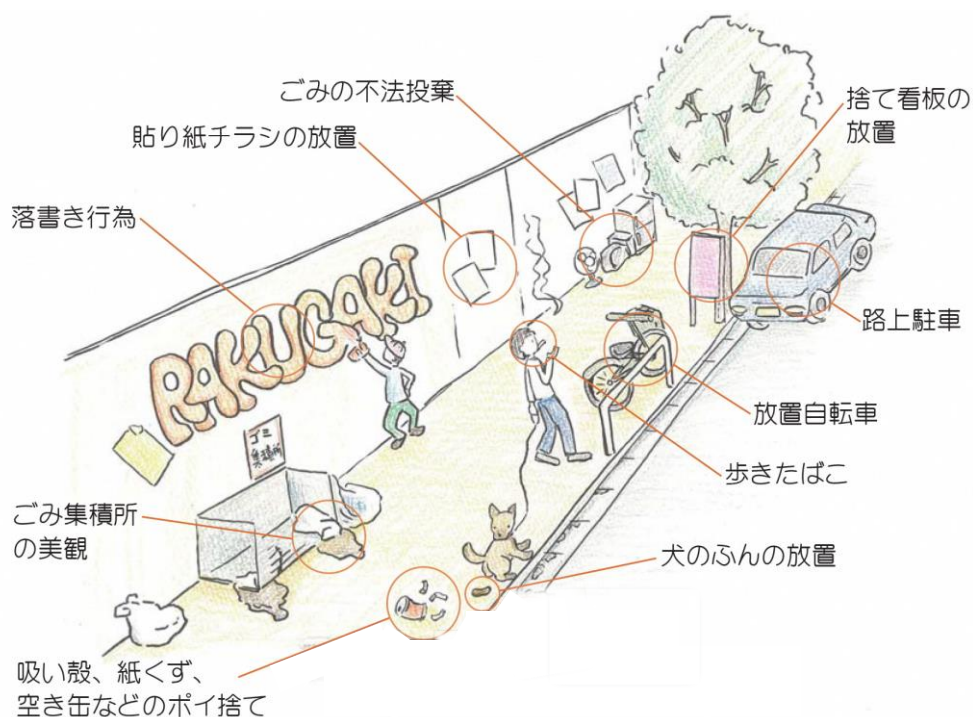 ごみの不法投棄
捨て看板の
放置
貼り紙チラシの放置
落書き行為
RAKUGAKI
路上駐車
放置自転車
ゴミ
集積所
歩きたばこ
ごみ集積所
の美観
犬のふんの放置
吸い殻、紙くず、
空き缶などのポイ捨て